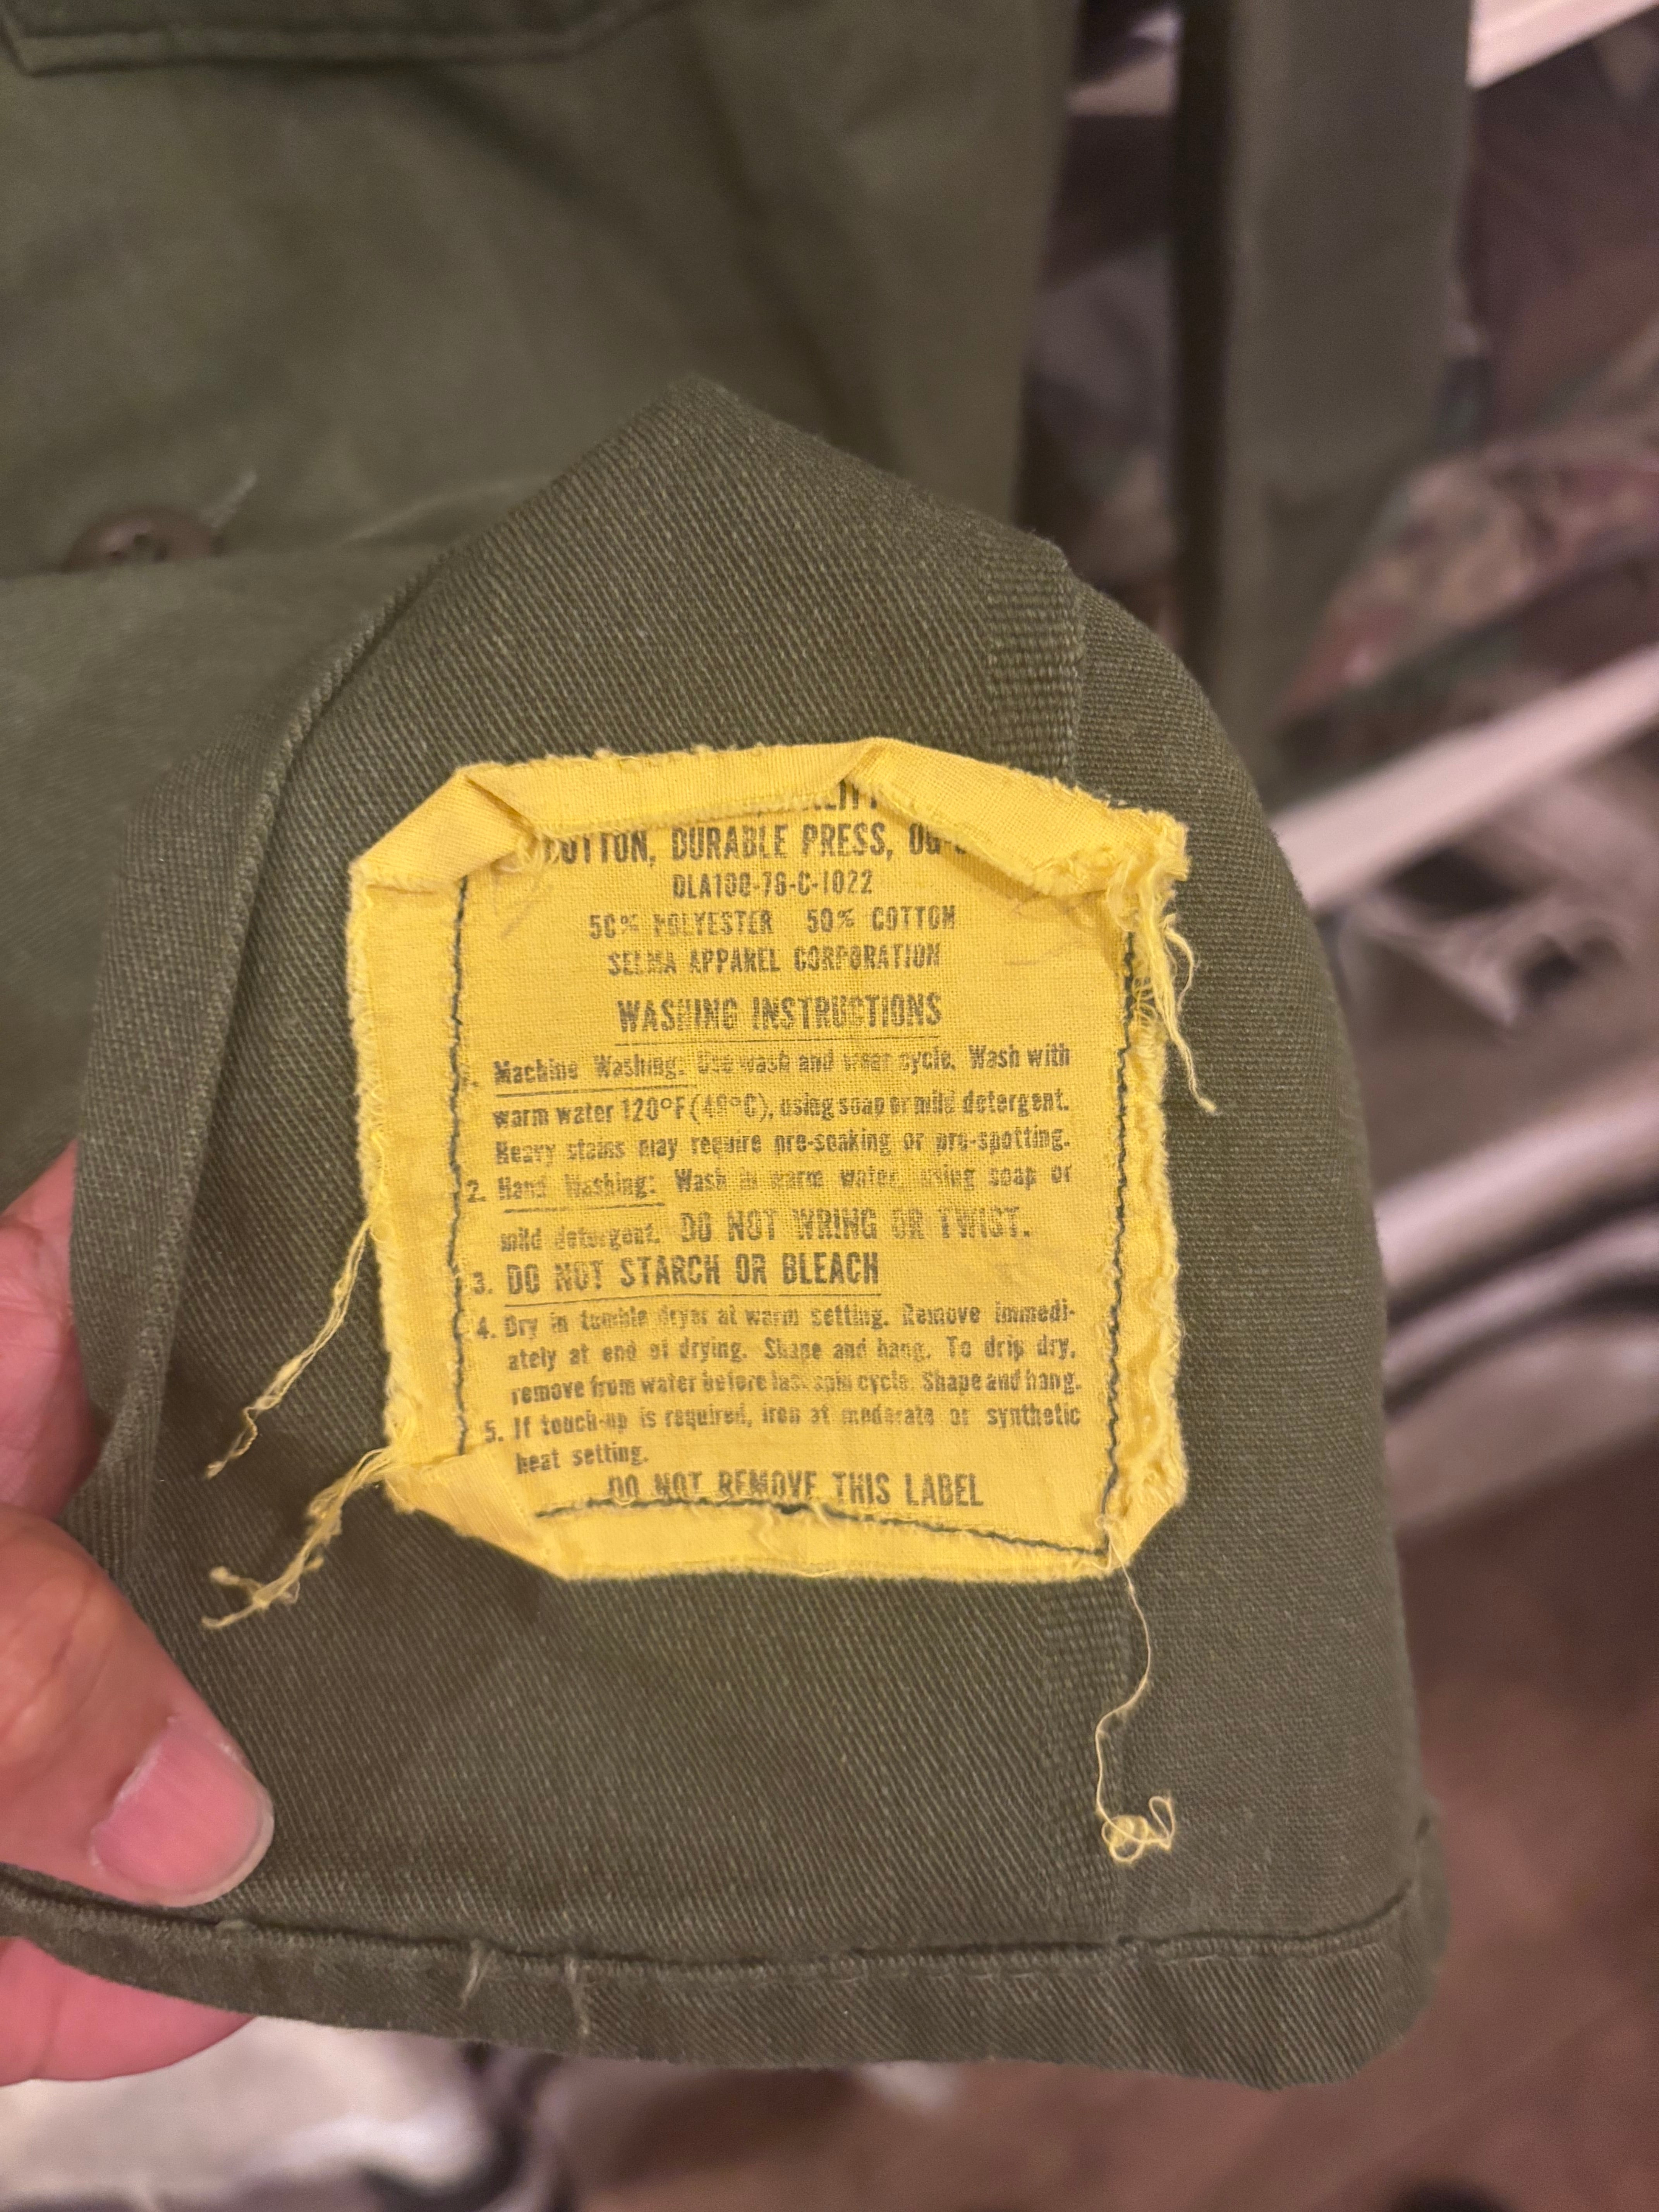 COTTON, DURABLE PRESS, OG-
DLA100-76-C-1022
50% POLYESTER 50% COTTON
SELMA APPAREL CORPORATION
WASHING INSTRUCTIONS
1. Machine Washing: Use wash and wear cycle. Wash with
warm water 120°F (49°C), using soap or mild detergent.
Heavy stains may require pre-soaking or pre-spotting.
2. Hand Washing: Wash in warm water, using soap or
mild detergent. DO NOT WRING OR TWIST.
3. DO NOT STARCH OR BLEACH
4. Dry in tumble dryer at warm setting. Remove immedi-
ately at end of drying. Shape and hang. To drip dry,
remove from water before last spin cycle. Shape and hang.
5. If touch-up is required, iron at moderate or synthetic
heat setting.
DO NOT REMOVE THIS LABEL